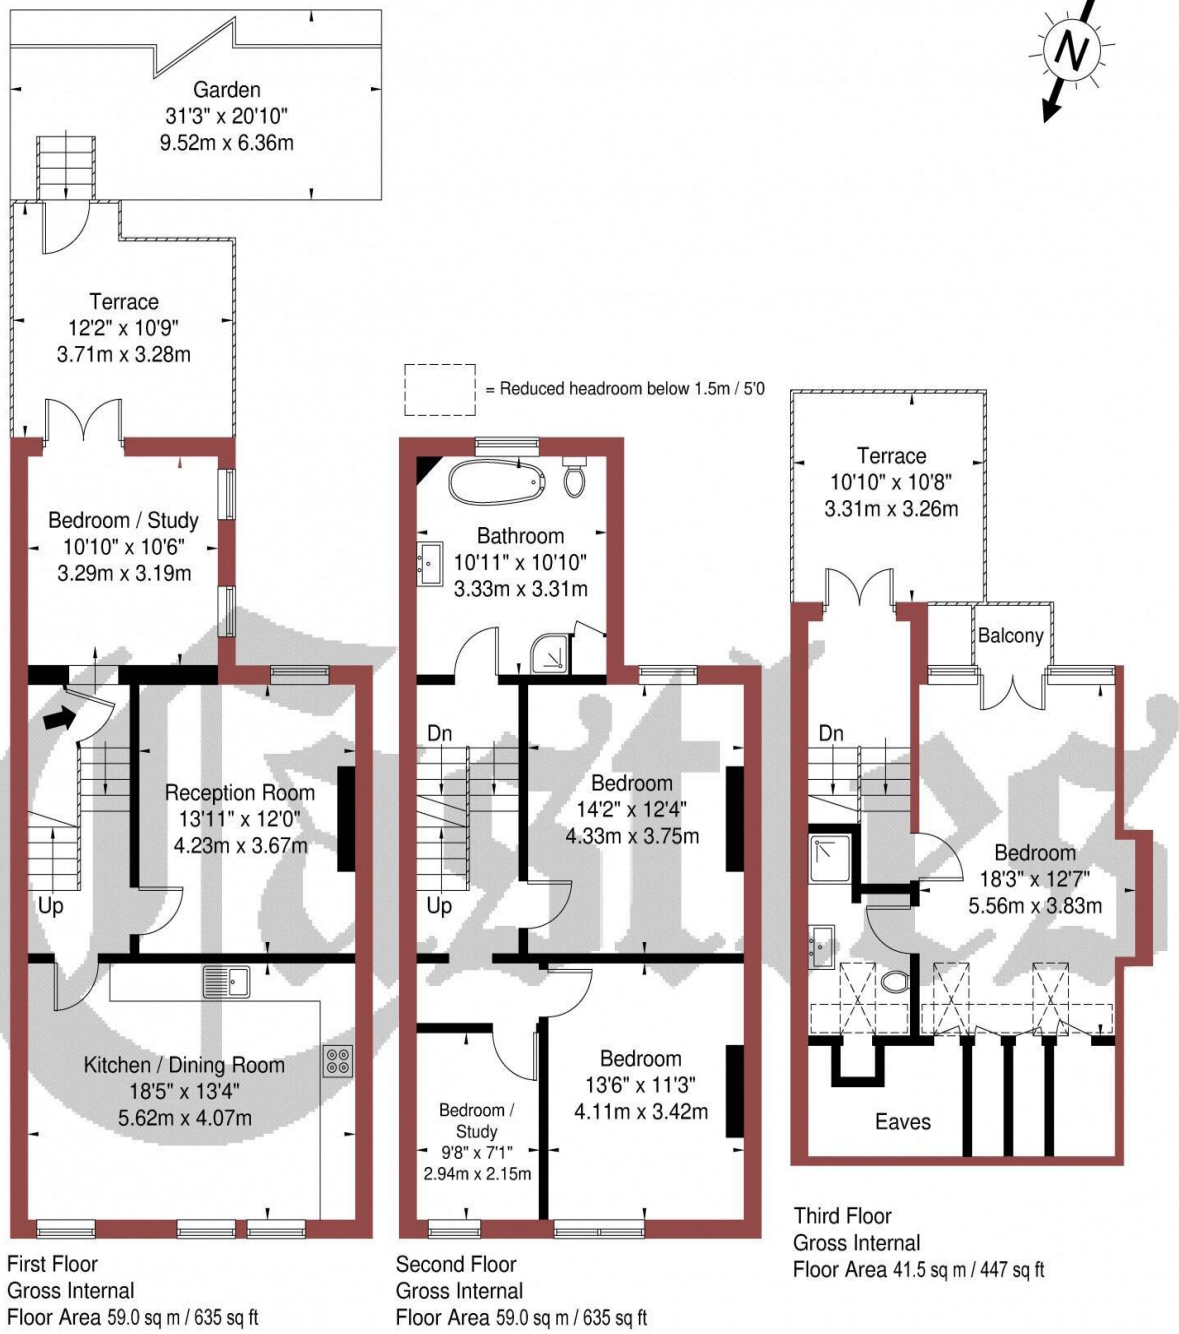 N
Garden
31'3" x 20'10"
9.52m x 6.36m
Terrace
12'2" x 10'9"
3.71m x 3.28m
Bedroom / Study
10'10" x 10'6"
3.29m x 3.19m
Reception Room
13'11" x 12'0"
4.23m x 3.67m
Up
Kitchen / Dining Room
18'5" x 13'4"
5.62m x 4.07m
First Floor
Gross Internal
Floor Area 59.0 sq m / 635 sq ft
= Reduced headroom below 1.5m / 5'0
Bathroom
10'11" x 10'10"
3.33m x 3.31m
Dn
Bedroom
14'2" x 12'4"
4.33m x 3.75m
Up
Bedroom
13'6" x 11'3"
4.11m x 3.42m
Bedroom /
Study
9'8" x 7'1"
2.94m x 2.15m
Second Floor
Gross Internal
Floor Area 59.0 sq m / 635 sq ft
Terrace
10'10" x 10'8"
3.31m x 3.26m
Balcony
Dn
Bedroom
18'3" x 12'7"
5.56m x 3.83m
Eaves
Third Floor
Gross Internal
Floor Area 41.5 sq m / 447 sq ft